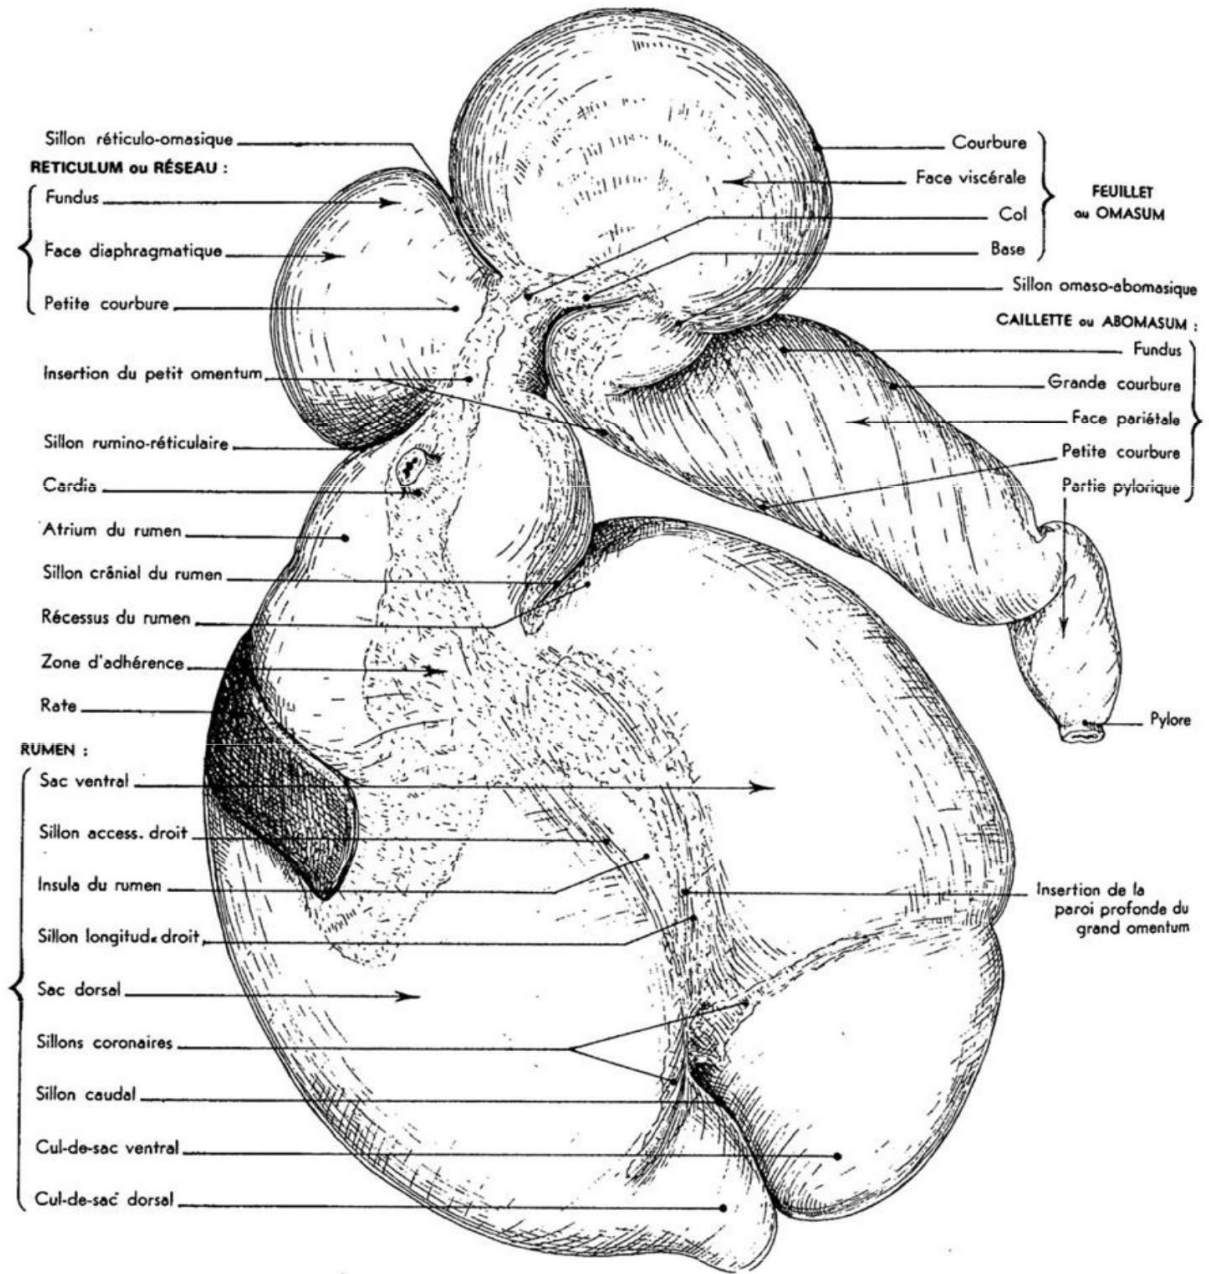 Sillon réticulo-omasique
RETICULUM ou RÉSEAU :
Fundus
Face diaphragmatique
Petite courbure
Insertion du petit omentum
Sillon rumino-réticulaire
Cardia
Atrium du rumen
Sillon crânial du rumen
Récessus du rumen
Zone d'adhérence
Rate
RUMEN :
Sac ventral
Sillon access. droit
Insula du rumen
Sillon longitud. droit
Sac dorsal
Sillons coronaires
Sillon caudal
Cul-de-sac ventral
Cul-de-sac dorsal
Courbure
Face viscérale
Col
Base
FEUILLET
ou OMASUM
Sillon omaso-abomasique
CAILLETTE ou ABOMASUM :
Fundus
Grande courbure
Face pariétale
Petite courbure
Partie pylorique
Pylore
Insertion de la
paroi profonde du
grand omentum